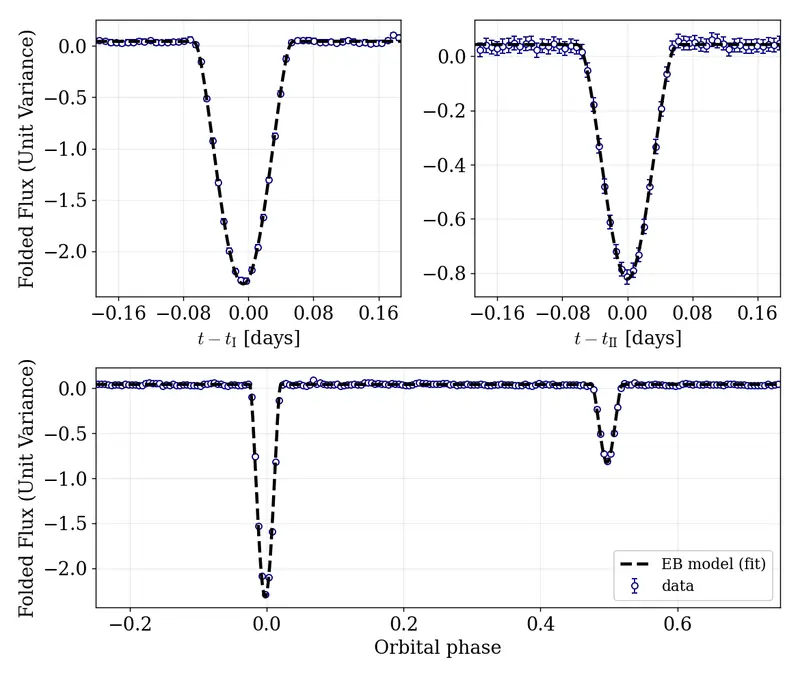 Folded Flux (Unit Variance)
0.0
−0.5
−1.0
−1.5
−2.0
−0.16 −0.08 0.00 0.08 0.16
t − tI [days]
0.0
−0.2
−0.4
−0.6
−0.8
−0.16 −0.08 0.00 0.08 0.16
t − tII [days]
Folded Flux (Unit Variance)
0.0
−0.5
−1.0
−1.5
−2.0
−0.2 0.0 0.2 0.4 0.6
Orbital phase
EB model (fit)
data